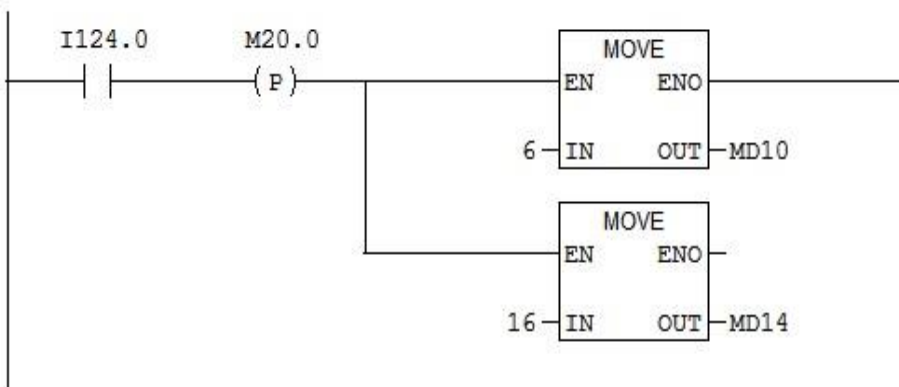 I124.0 M20.0
MOVE
( P ) EN ENO
6 IN OUT MD10
MOVE
EN ENO
16 IN OUT MD14